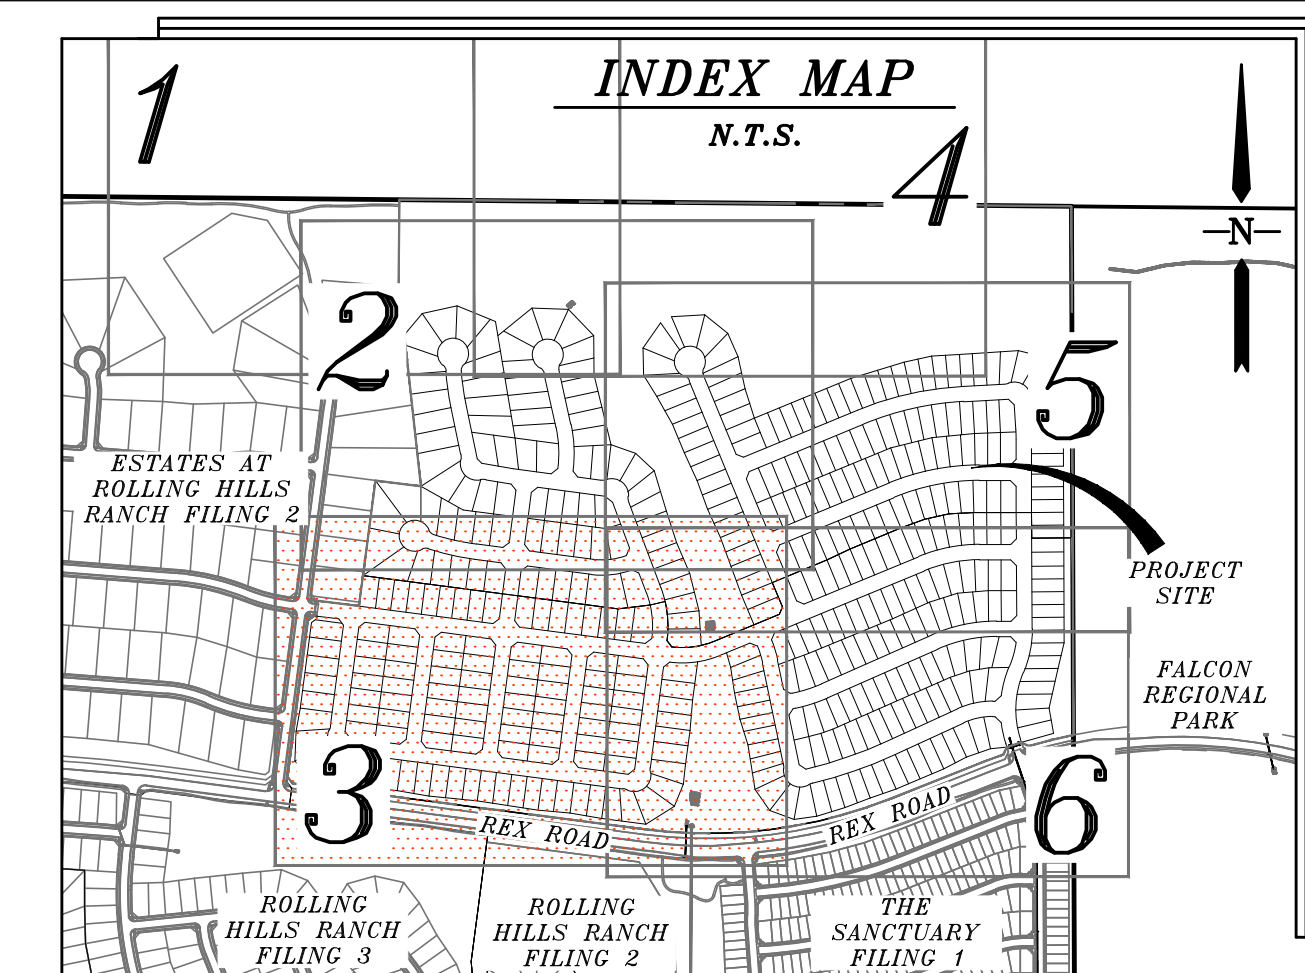 1
INDEX MAP
N.T.S.
4
N
2
5
ESTATES AT
ROLLING HILLS
RANCH FILING 2
PROJECT
SITE
FALCON
REGIONAL
PARK
3
6
REX ROAD
REX ROAD
ROLLING
HILLS RANCH
FILING 3
ROLLING
HILLS RANCH
FILING 2
THE
SANCTUARY
FILING 1